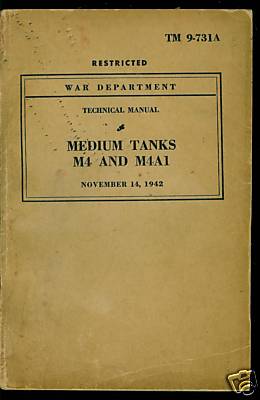 TM 9-731A
RESTRICTED
WAR DEPARTMENT
TECHNICAL MANUAL
MEDIUM TANKS
M4 AND M4A1
NOVEMBER 14, 1942